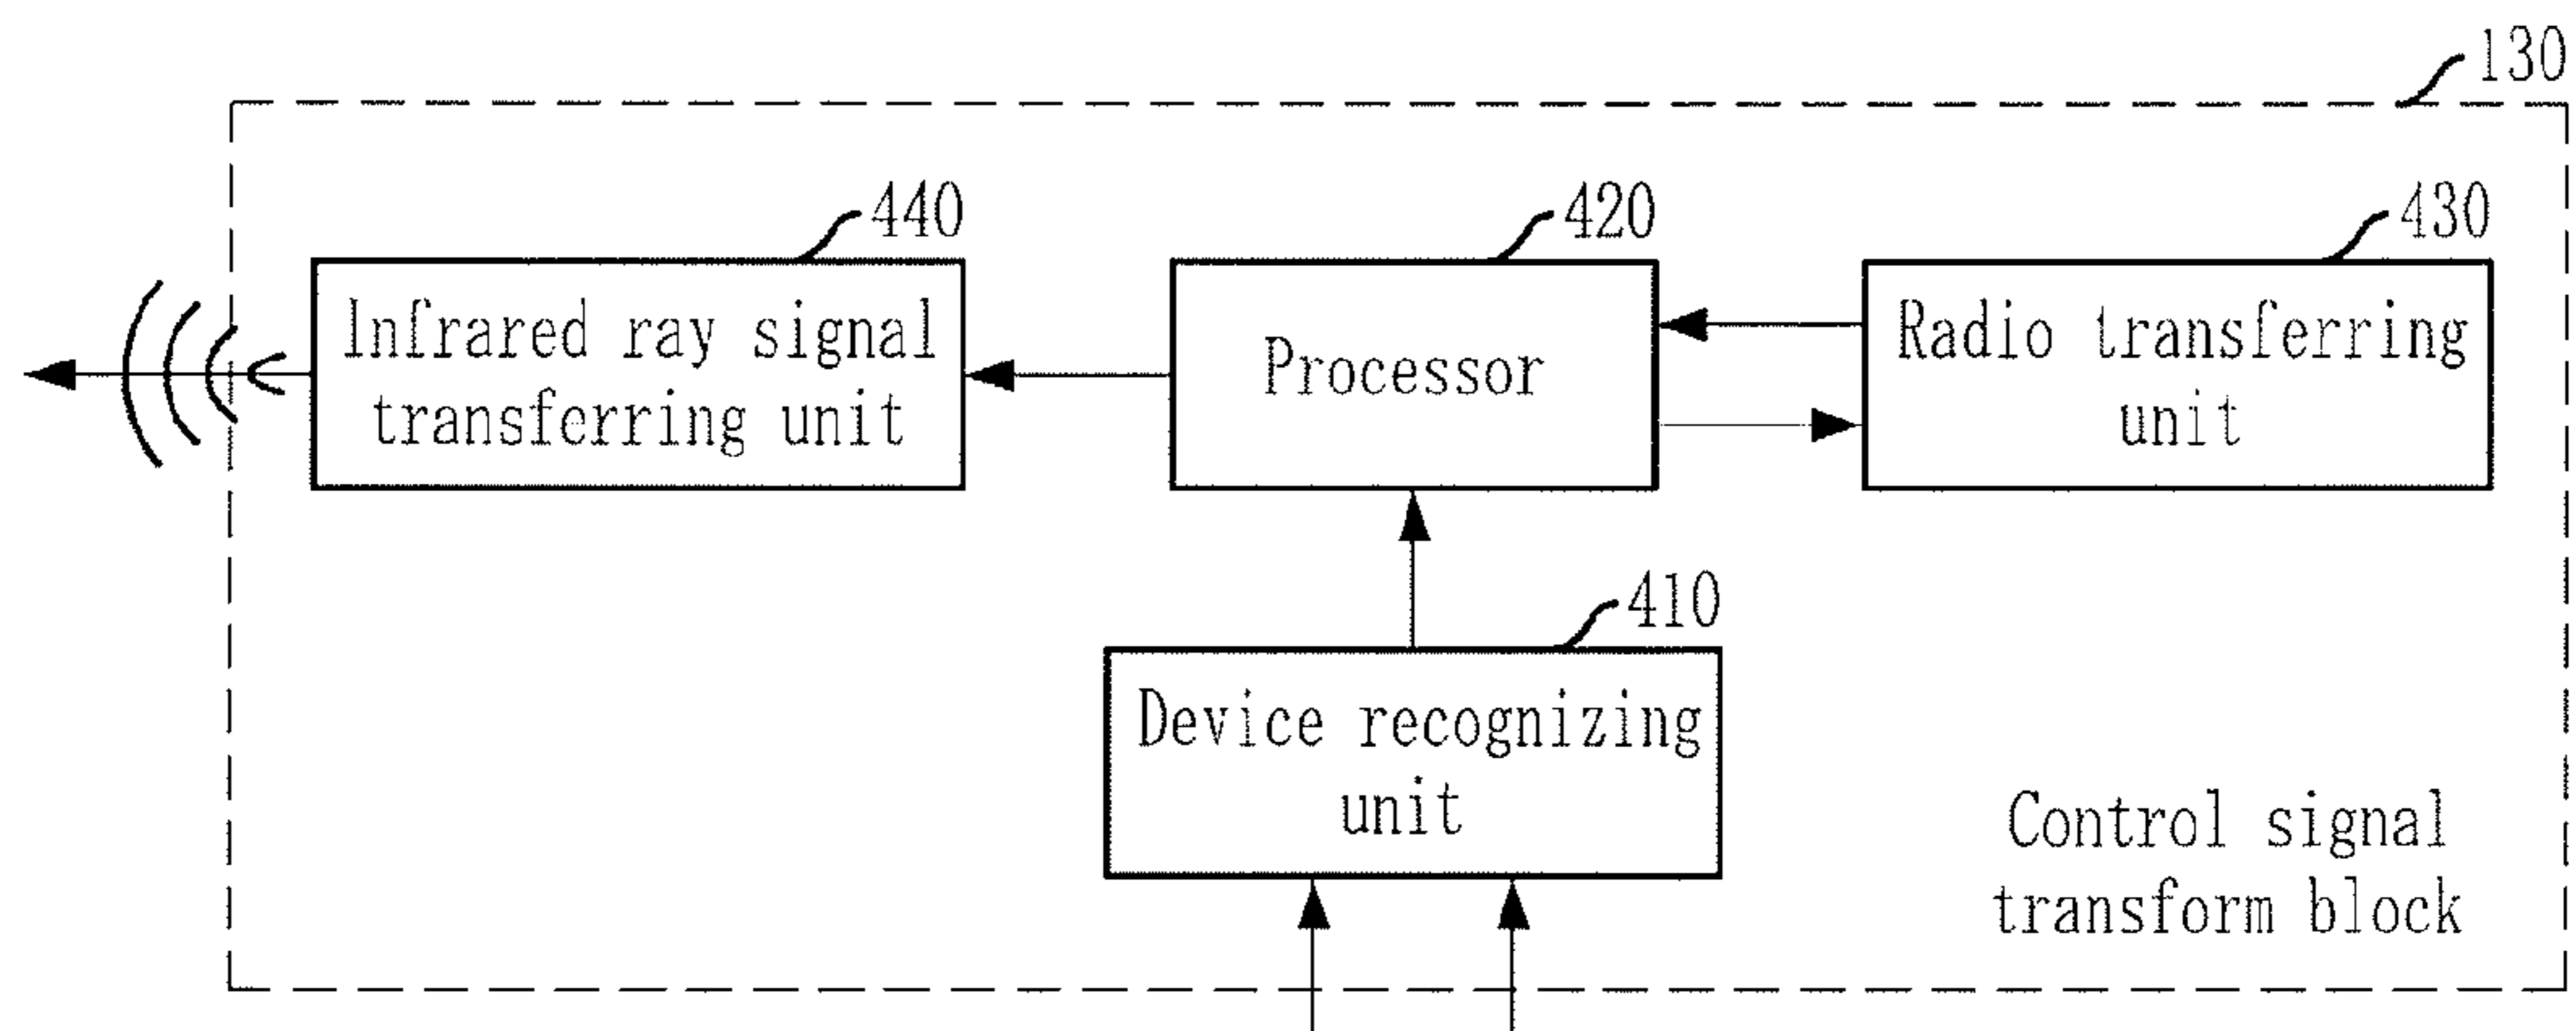 130
440
420
430
Infrared ray signal
transferring unit
Processor
Radio transferring
unit
410
Device recognizing
unit
Control signal
transform block